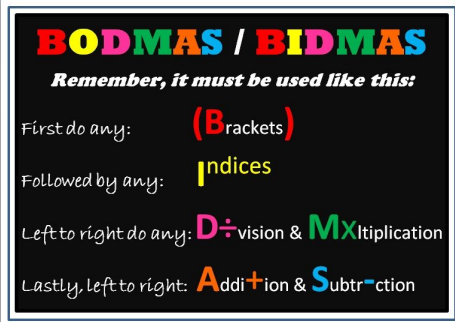 BODMAS / BIDMAS
Remember, it must be used like this:
First do any: (Brackets)
Followed by any: Indices
Left to right do any: D÷vision & Mxltiplication
Lastly, left to right: Addi+ion & Subtr-ction